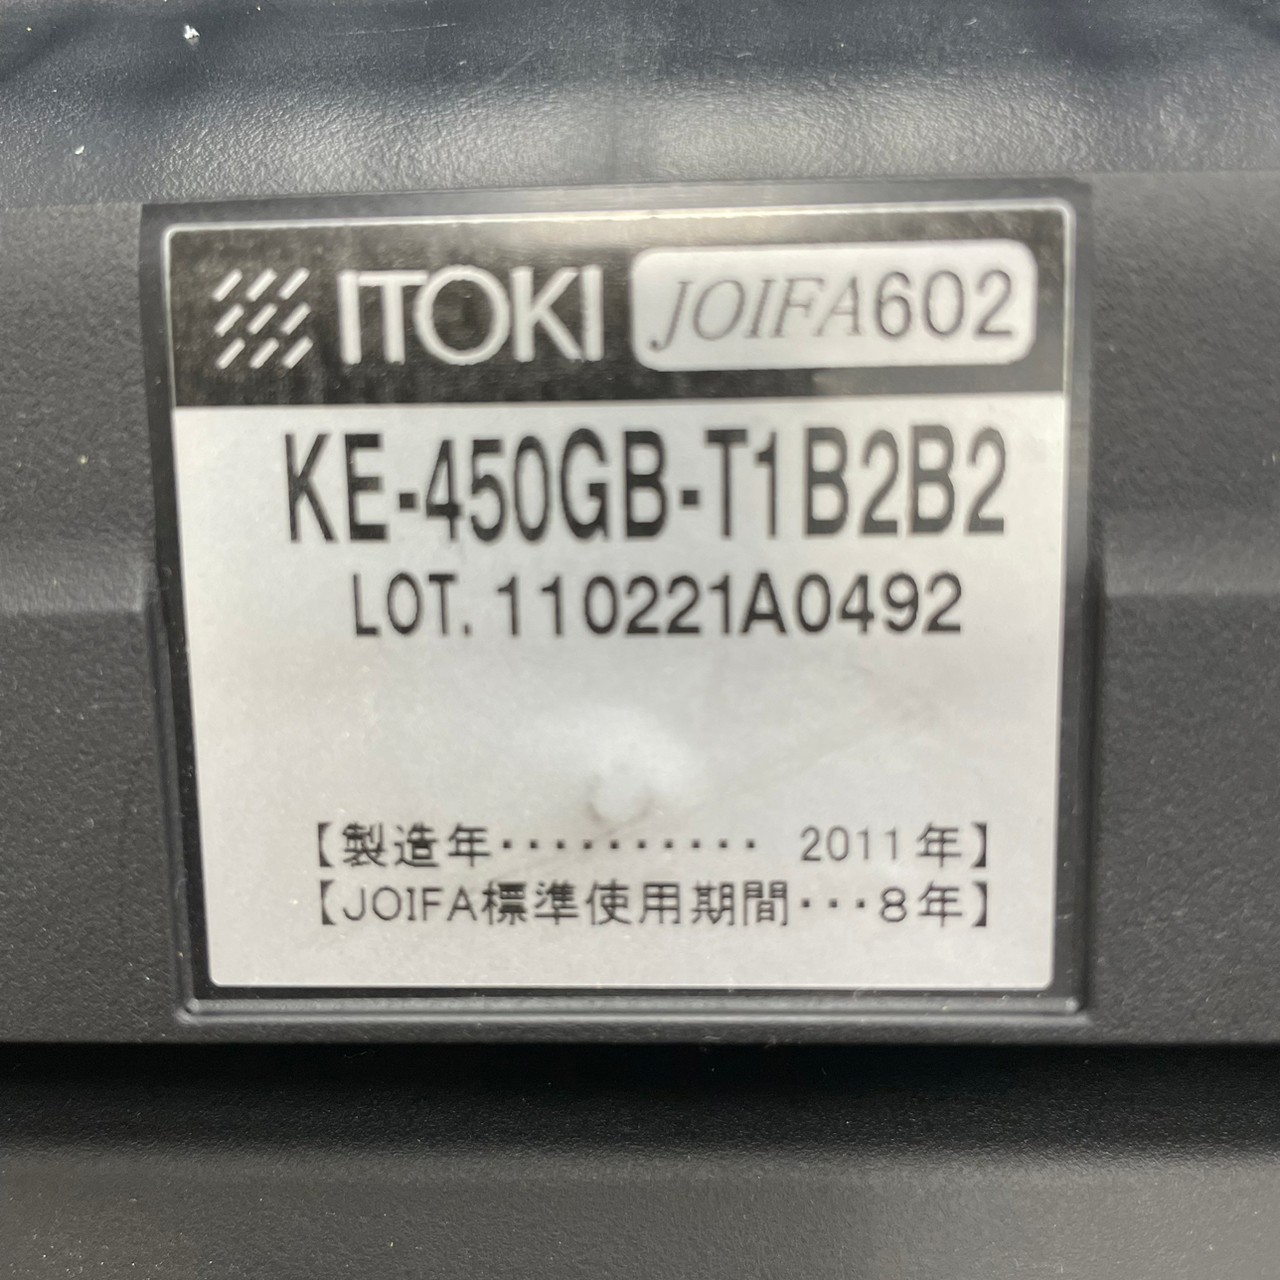 ITOKI JOIFA602
KE-450GB-T1B2B2
LOT. 110221A0492
【製造年・・・・・・・・・・ 2011年】
【JOIFA標準使用期間・・・8年】